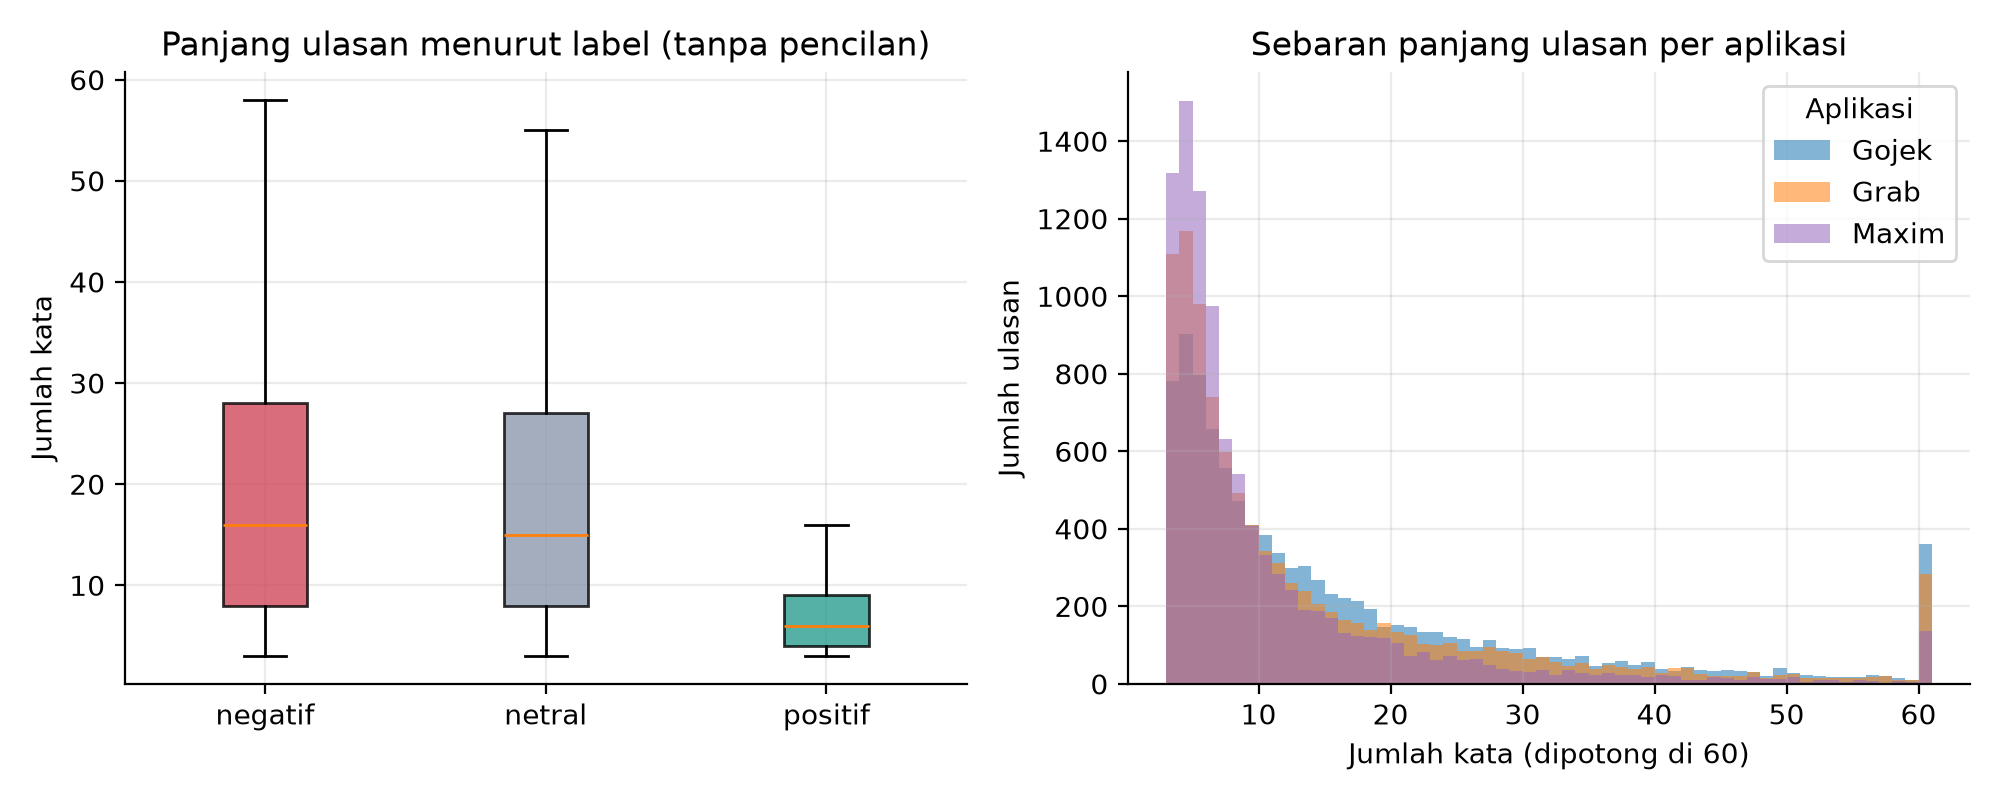 Panjang ulasan menurut label (tanpa pencilan)
60
50
40
30
20
10
Jumlah kata
negatif
netral
positif
Sebaran panjang ulasan per aplikasi
1400
1200
1000
800
600
400
200
0
Jumlah ulasan
10
20
30
40
50
60
Jumlah kata (dipotong di 60)
Aplikasi
Gojek
Grab
Maxim